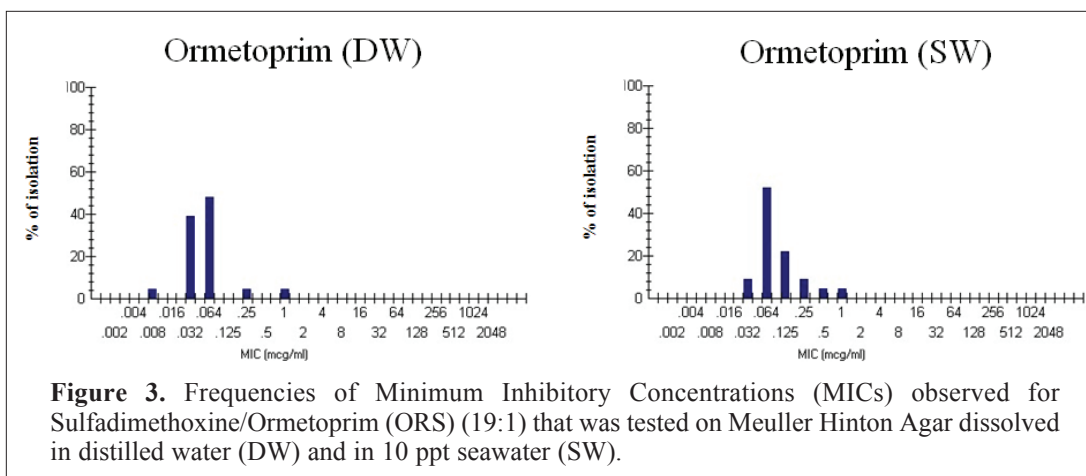 Ormetoprim (DW)
% of isolation
100
80
60
40
20
0
.004 .016 .064 .25 1 4 16 64 256 1024
.002 .008 .032 .125 .5 2 8 32 128 512 2048
MIC (mcg/ml)
Ormetoprim (SW)
% of isolation
100
80
60
40
20
0
.004 .016 .064 .25 1 4 16 64 256 1024
.002 .008 .032 .125 .5 2 8 32 128 512 2048
MIC (mcg/ml)
Figure 3. Frequencies of Minimum Inhibitory Concentrations (MICs) observed for
Sulfadimethoxine/Ormetoprim (ORS) (19:1) that was tested on Meuller Hinton Agar dissolved
in distilled water (DW) and in 10 ppt seawater (SW).